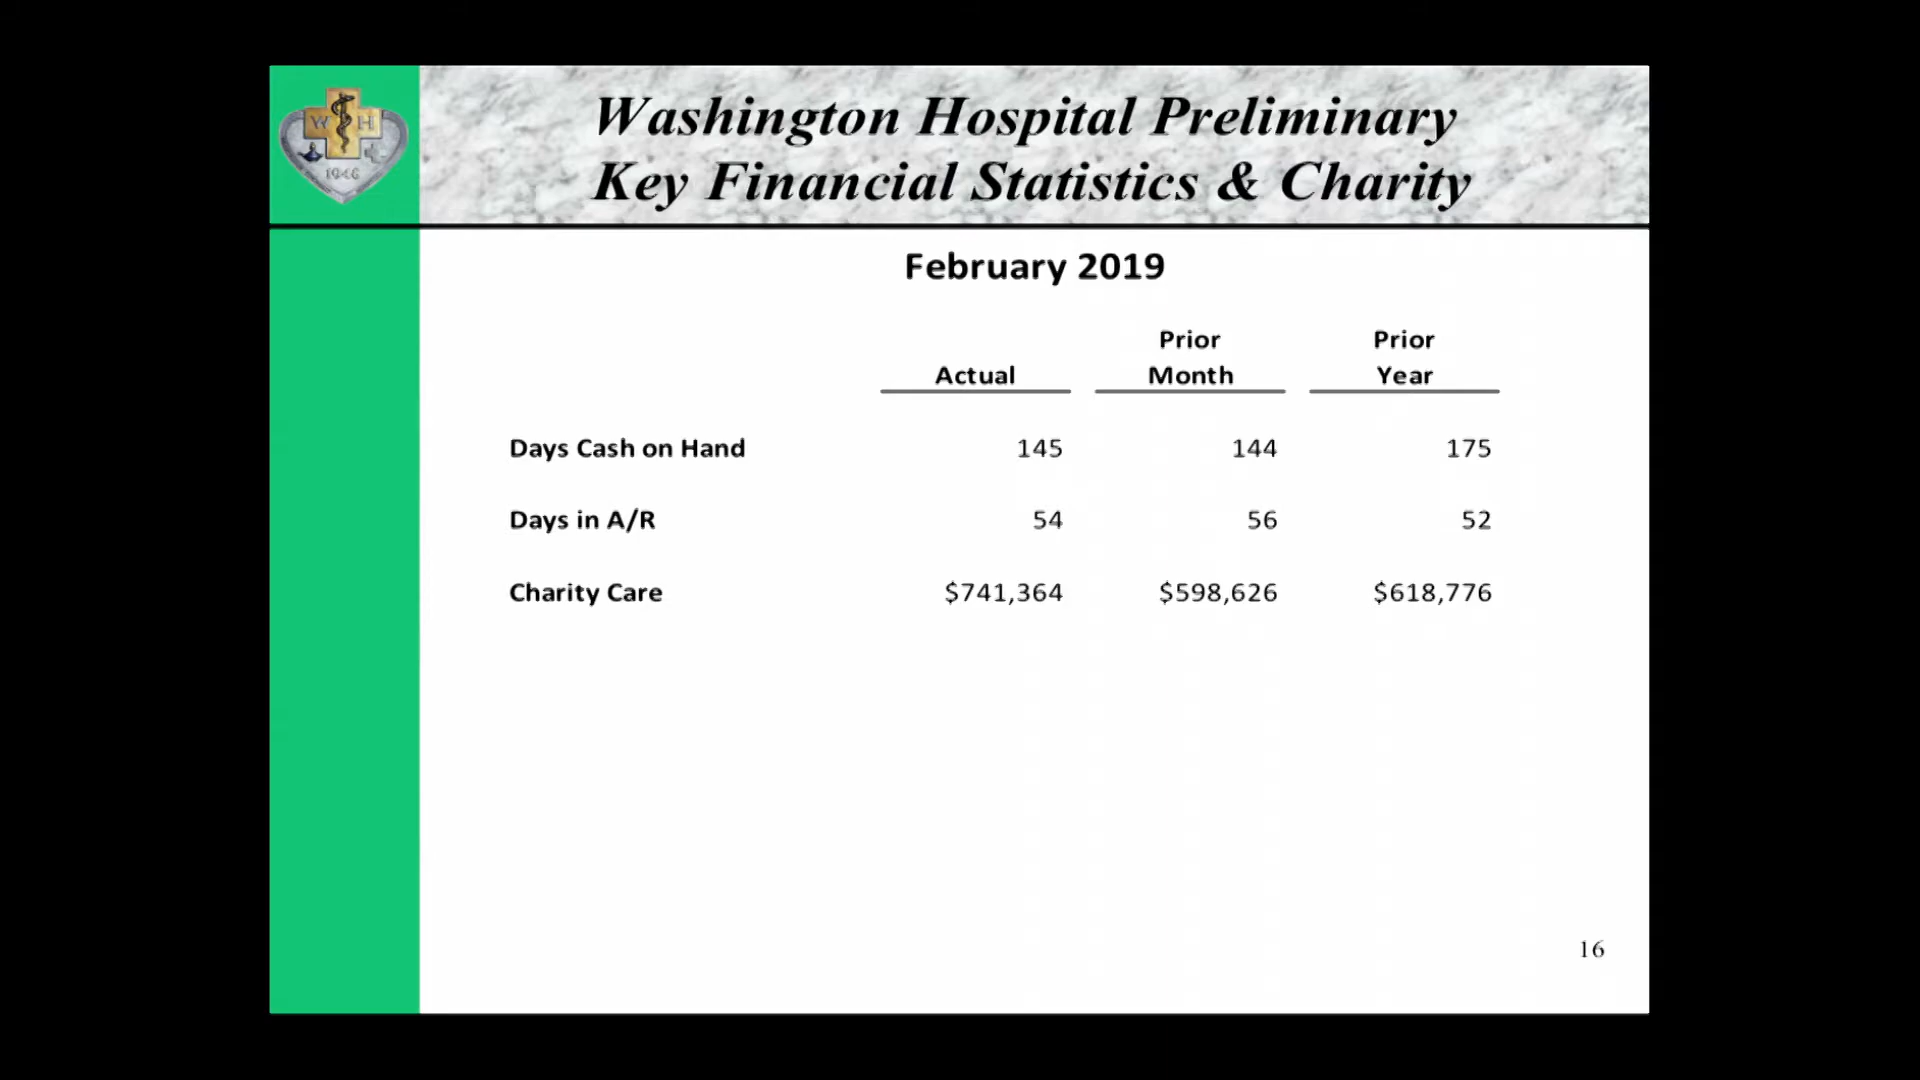 W H
1946
Washington Hospital Preliminary
Key Financial Statistics & Charity
February 2019
Prior Prior
Actual Month Year
Days Cash on Hand 145 144 175
Days in A/R 54 56 52
Charity Care $741,364 $598,626 $618,776
16